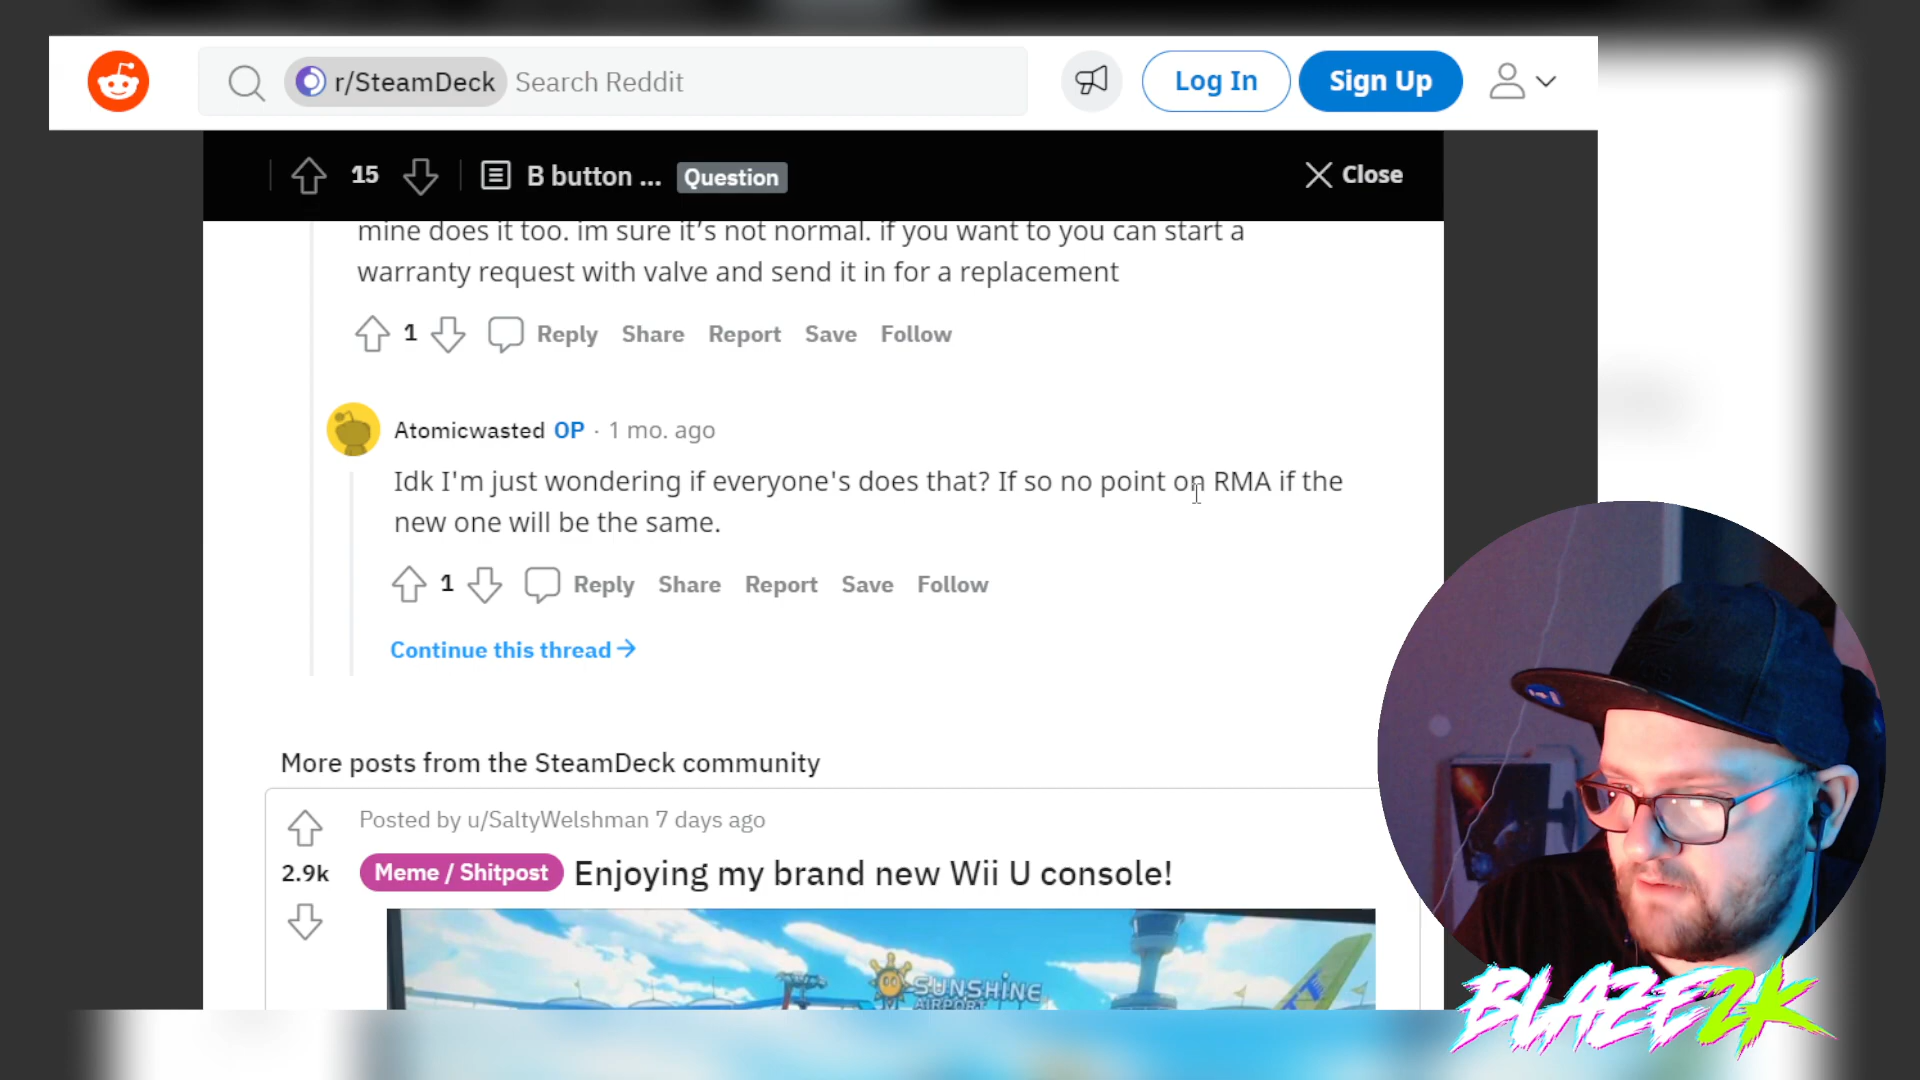 r/SteamDeck Search Reddit Log In Sign Up
15 B button ... Question Close
mine does it too. im sure it's not normal. if you want to you can start a
warranty request with valve and send it in for a replacement
1 Reply Share Report Save Follow
Atomicwasted OP · 1 mo. ago
Idk I'm just wondering if everyone's does that? If so no point on RMA if the
new one will be the same.
1 Reply Share Report Save Follow
Continue this thread →
More posts from the SteamDeck community
Posted by u/SaltyWelshman 7 days ago
2.9k Meme / Shitpost Enjoying my brand new Wii U console!
SUNSHINE
AIRPORT
BLAZE2K